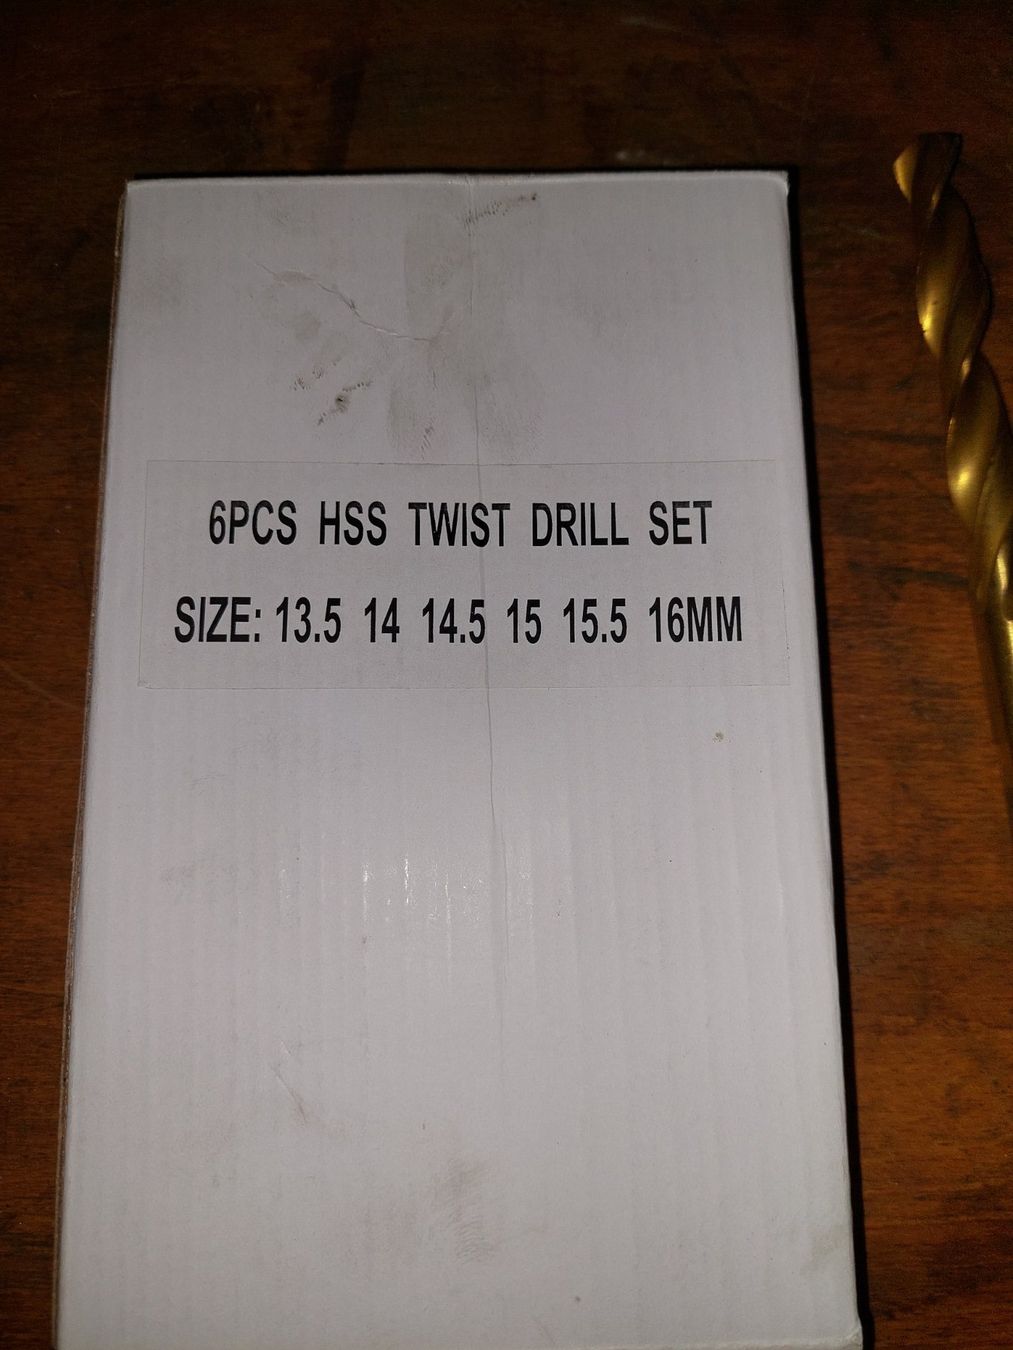 6PCS HSS TWIST DRILL SET
SIZE: 13.5 14 14.5 15 15.5 16MM